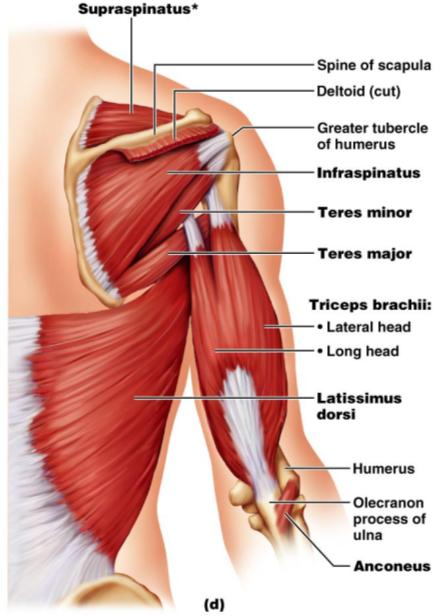 Supraspinatus*
Spine of scapula
Deltoid (cut)
Greater tubercle
of humerus
Infraspinatus
Teres minor
Teres major
Triceps brachii:
• Lateral head
• Long head
Latissimus
dorsi
Humerus
Olecranon
process of
ulna
Anconeus
(d)